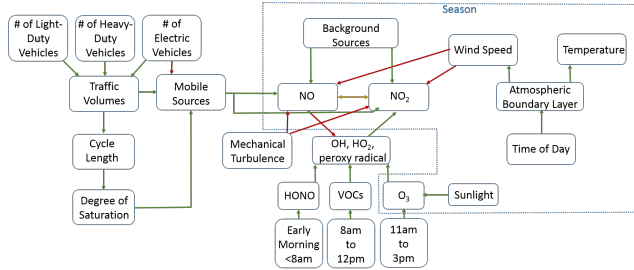 Season
# of Light-
Duty
Vehicles
# of Heavy-
Duty
Vehicles
# of
Electric
Vehicles
Background
Sources
Wind Speed
Temperature
Traffic
Volumes
Mobile
Sources
NO
NO2
Atmospheric
Boundary Layer
Cycle
Length
Mechanical
Turbulence
OH, HO2,
peroxy radical
Time of Day
Degree of
Saturation
HONO
VOCs
O3
Sunlight
Early
Morning
<8am
8am
to
12pm
11am
to
3pm